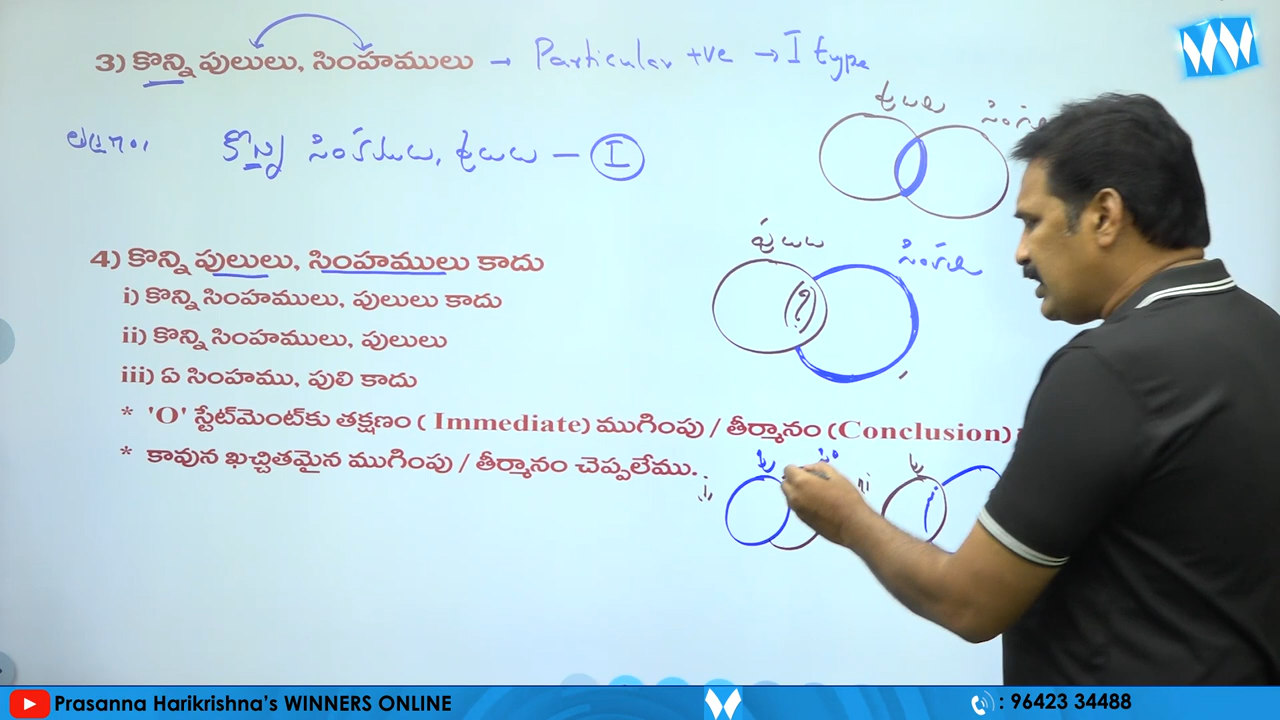 3) కొన్ని పులులు, సింహములు → Particular +ve → I type
పులులు
కొన్ని సింహములు, పులులు – I
4) కొన్ని పులులు, సింహములు కాదు
పులులు
i) కొన్ని సింహములు, పులులు కాదు
ii) కొన్ని సింహములు, పులులు
iii) ఏ సింహము, పులి కాదు
* 'O' స్టేట్‌మెంట్‌కు తక్షణం ( Immediate) ముగింపు / తీర్మానం (Conclusion)
* కావున ఖచ్చితమైన ముగింపు / తీర్మానం చెప్పలేము.
పు సిం
Prasanna Harikrishna's WINNERS ONLINE
: 96423 34488